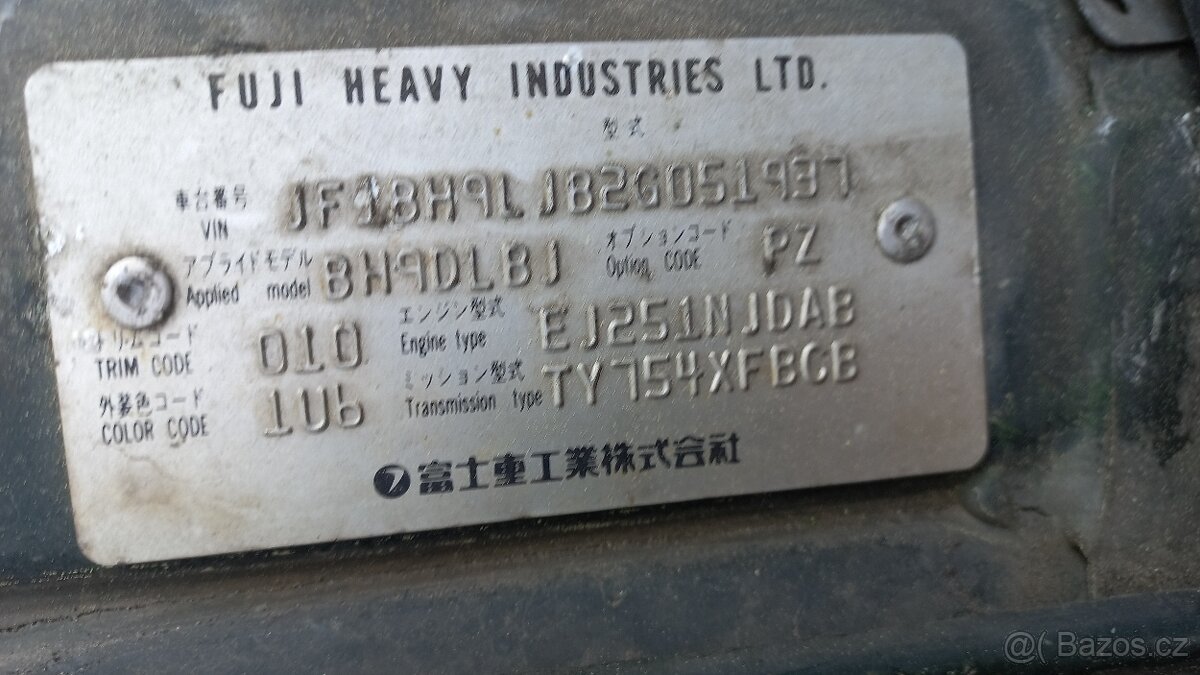 FUJI HEAVY INDUSTRIES LTD.
型式
車台番号 VIN JF1BH9LJB2G051937
アプライドモデル Applied model BH9DLBJ オプションコード Option CODE PZ
トリムコード TRIM CODE 010 エンジン型式 Engine type EJ251NJDAB
外装色コード COLOR CODE 1U6 ミッション型式 Transmission type TY754XFBGB
富士重工業株式会社
@( Bazos.cz